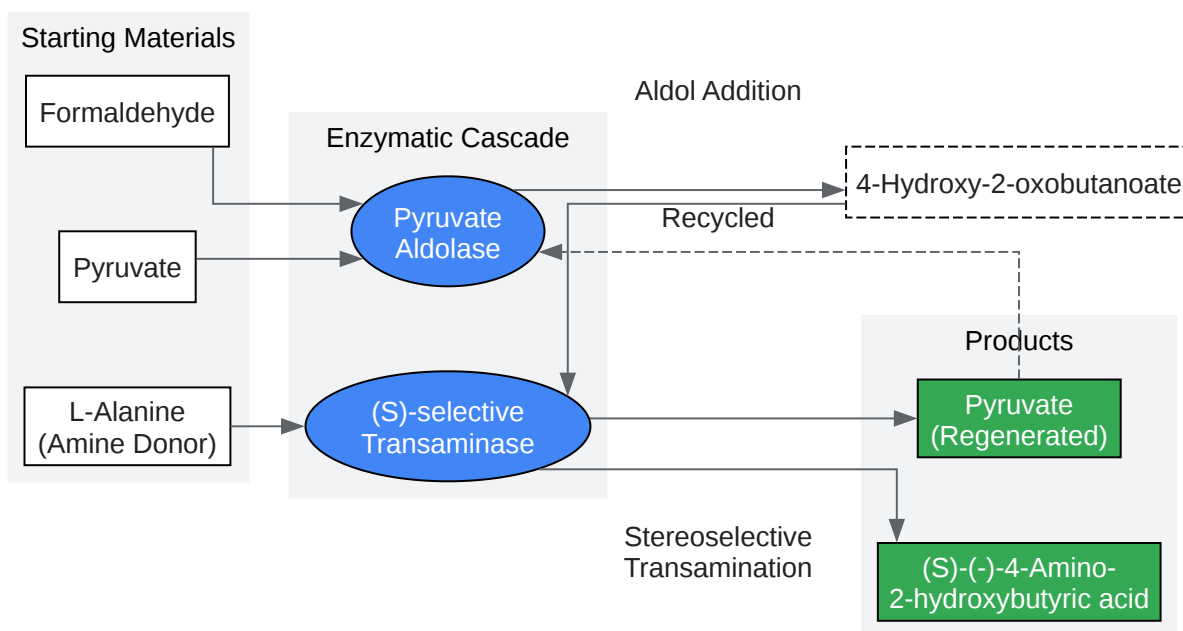 Starting Materials
Formaldehyde
Pyruvate
L-Alanine
(Amine Donor)
Enzymatic Cascade
Pyruvate
Aldolase
(S)-selective
Transaminase
Aldol Addition
4-Hydroxy-2-oxobutanoate
Recycled
Products
Pyruvate
(Regenerated)
Stereoselective
Transamination
(S)-(-)-4-Amino-
2-hydroxybutyric acid